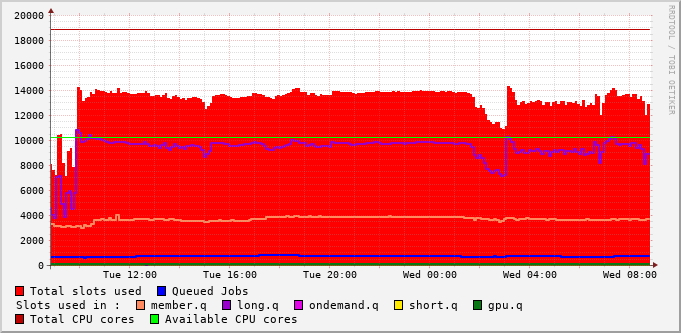 20000
18000
16000
14000
12000
10000
8000
6000
4000
2000
0
Tue 12:00 Tue 16:00 Tue 20:00 Wed 00:00 Wed 04:00 Wed 08:00
RRDTOOL / TOBI OETIKER
Total slots used Queued Jobs
Slots used in : member.q long.q ondemand.q short.q gpu.q
Total CPU cores Available CPU cores